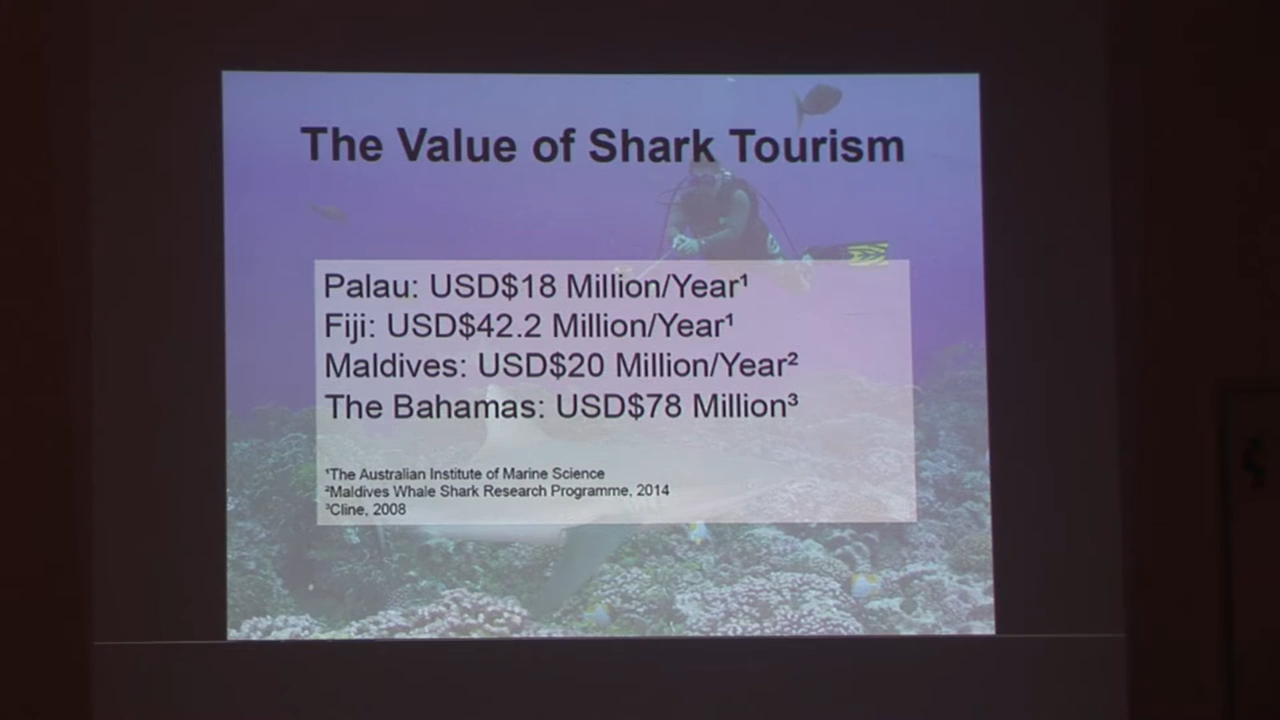 The Value of Shark Tourism
Palau: USD$18 Million/Year¹
Fiji: USD$42.2 Million/Year¹
Maldives: USD$20 Million/Year²
The Bahamas: USD$78 Million³
¹The Australian Institute of Marine Science
²Maldives Whale Shark Research Programme, 2014
³Cline, 2008